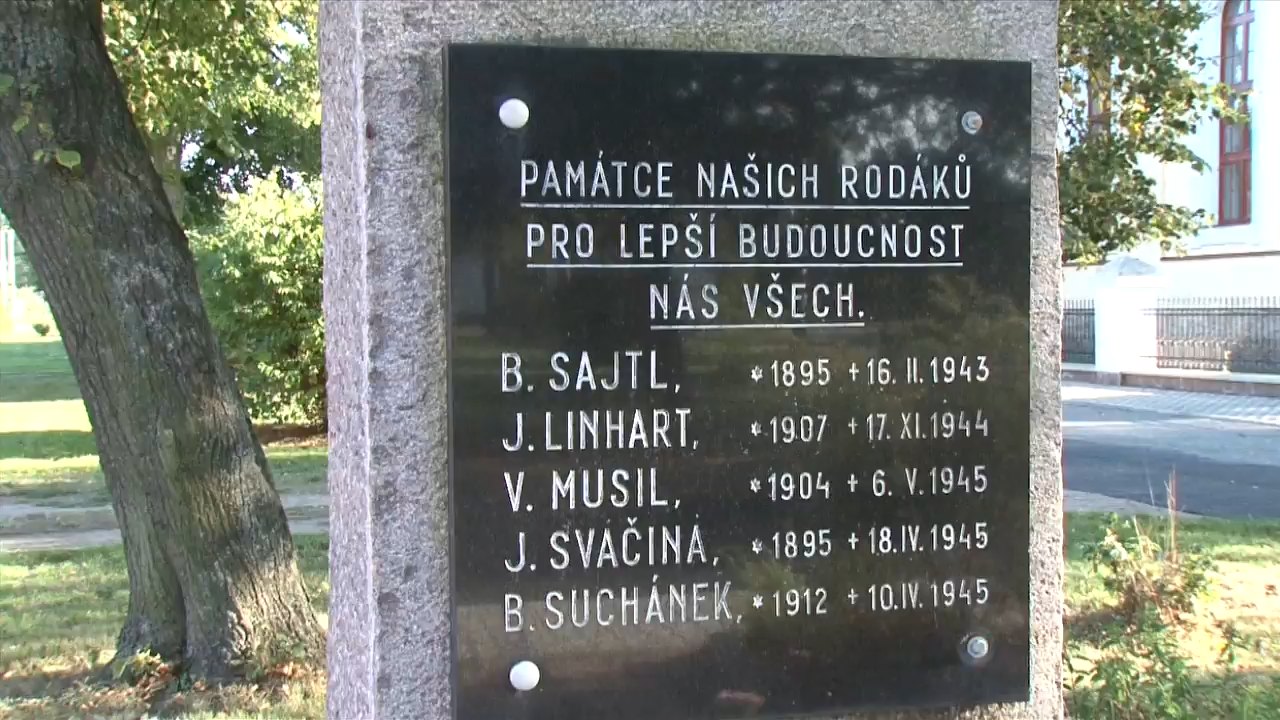 PAMÁTCE NAŠICH RODÁKŮ
PRO LEPŠÍ BUDOUCNOST
NÁS VŠECH.
B. SAJTL, * 1895 + 16. II. 1943
J. LINHART, * 1907 + 17. XI. 1944
V. MUSIL, * 1904 + 6. V. 1945
J. SVAČINA, * 1895 + 18. IV. 1945
B. SUCHÁNEK, * 1912 + 10. IV. 1945